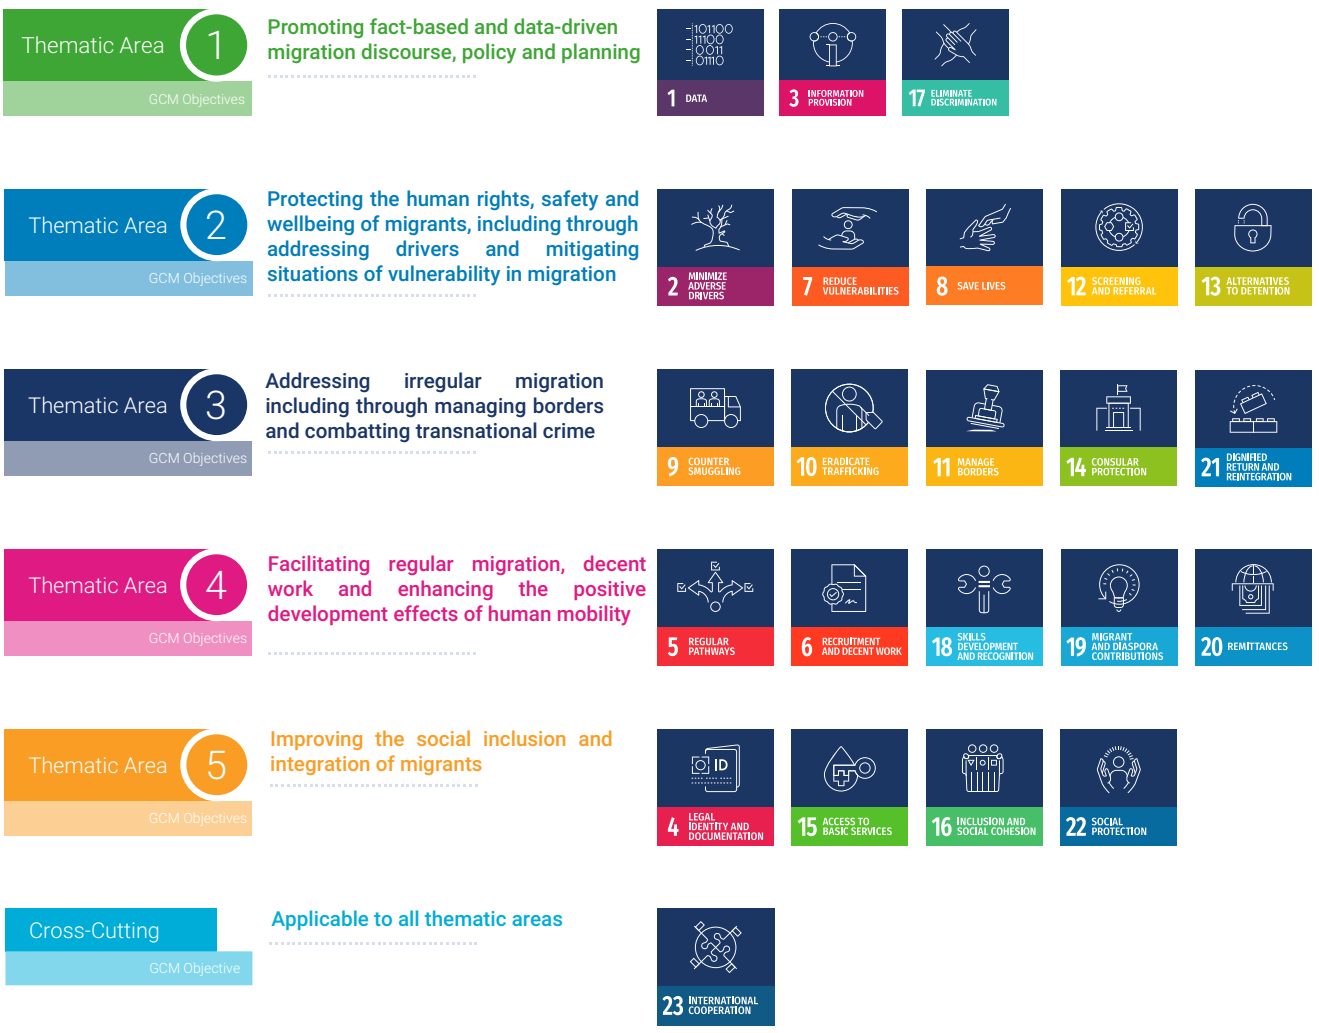 Thematic Area 1
GCM Objectives
Promoting fact-based and data-driven
migration discourse, policy and planning
101100
11100
0011
01110
1 DATA
3 INFORMATION
PROVISION
17 ELIMINATE
DISCRIMINATION
Thematic Area 2
GCM Objectives
Protecting the human rights, safety and
wellbeing of migrants, including through
addressing drivers and mitigating
situations of vulnerability in migration
2 MINIMIZE
ADVERSE
DRIVERS
7 REDUCE
VULNERABILITIES
8 SAVE LIVES
12 SCREENING
AND REFERRAL
13 ALTERNATIVES
TO DETENTION
Thematic Area 3
GCM Objectives
Addressing irregular migration
including through managing borders
and combatting transnational crime
9 COUNTER
SMUGGLING
10 ERADICATE
TRAFFICKING
11 MANAGE
BORDERS
14 CONSULAR
PROTECTION
21 DIGNIFIED
RETURN AND
REINTEGRATION
Thematic Area 4
GCM Objectives
Facilitating regular migration, decent
work and enhancing the positive
development effects of human mobility
5 REGULAR
PATHWAYS
6 RECRUITMENT
AND DECENT WORK
18 SKILLS
DEVELOPMENT
AND RECOGNITION
19 MIGRANT
AND DIASPORA
CONTRIBUTIONS
20 REMITTANCES
Thematic Area 5
GCM Objectives
Improving the social inclusion and
integration of migrants
ID
4 LEGAL
IDENTITY AND
DOCUMENTATION
15 ACCESS TO
BASIC SERVICES
16 INCLUSION AND
SOCIAL COHESION
22 SOCIAL
PROTECTION
Cross-Cutting
GCM Objective
Applicable to all thematic areas
23 INTERNATIONAL
COOPERATION